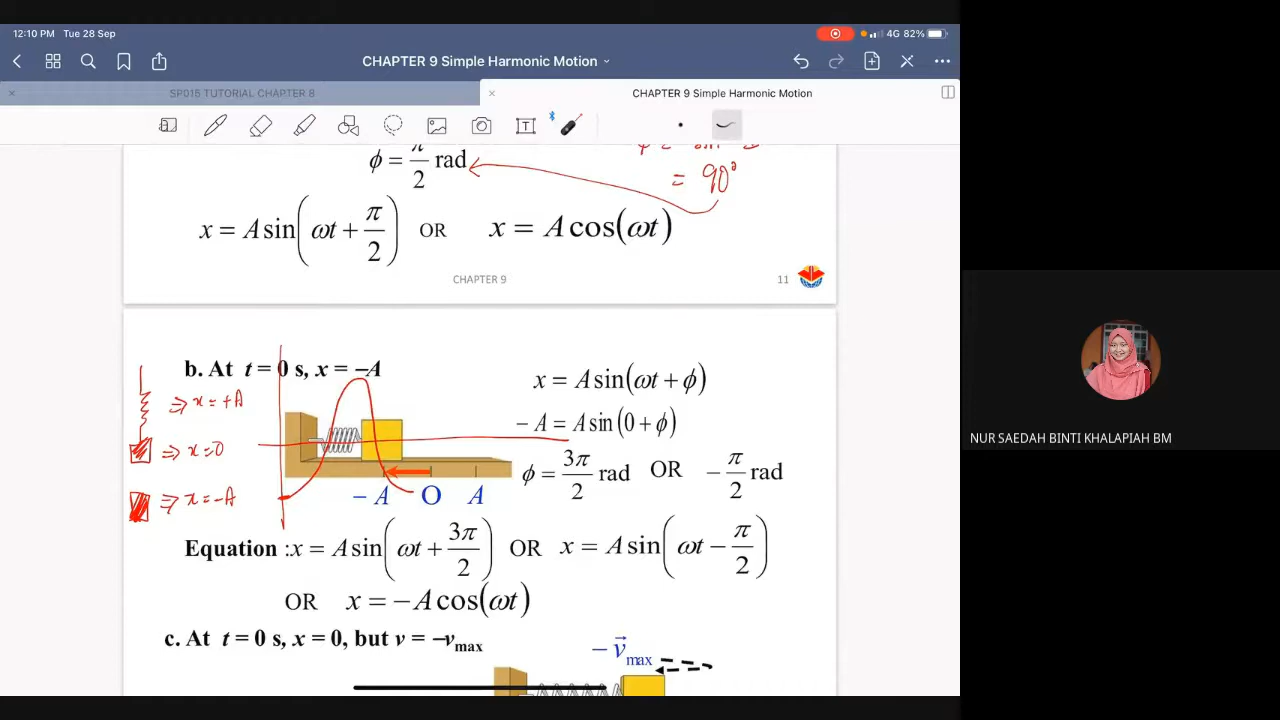 12:10 PM Tue 28 Sep
4G 82%
CHAPTER 9 Simple Harmonic Motion
SP015 TUTORIAL CHAPTER 8
CHAPTER 9 Simple Harmonic Motion
ϕ = π/2 rad
= 90°
x = A sin(ωt + π/2) OR x = A cos(ωt)
CHAPTER 9
11
b. At t = 0 s, x = –A
⇒ x = +A
⇒ x = 0
⇒ x = -A
– A O A
x = A sin(ωt + ϕ)
– A = A sin(0 + ϕ)
ϕ = 3π/2 rad OR – π/2 rad
Equation : x = A sin(ωt + 3π/2) OR x = A sin(ωt – π/2)
OR x = –A cos(ωt)
c. At t = 0 s, x = 0, but v = –vmax
– v⃗max
NUR SAEDAH BINTI KHALAPIAH BM